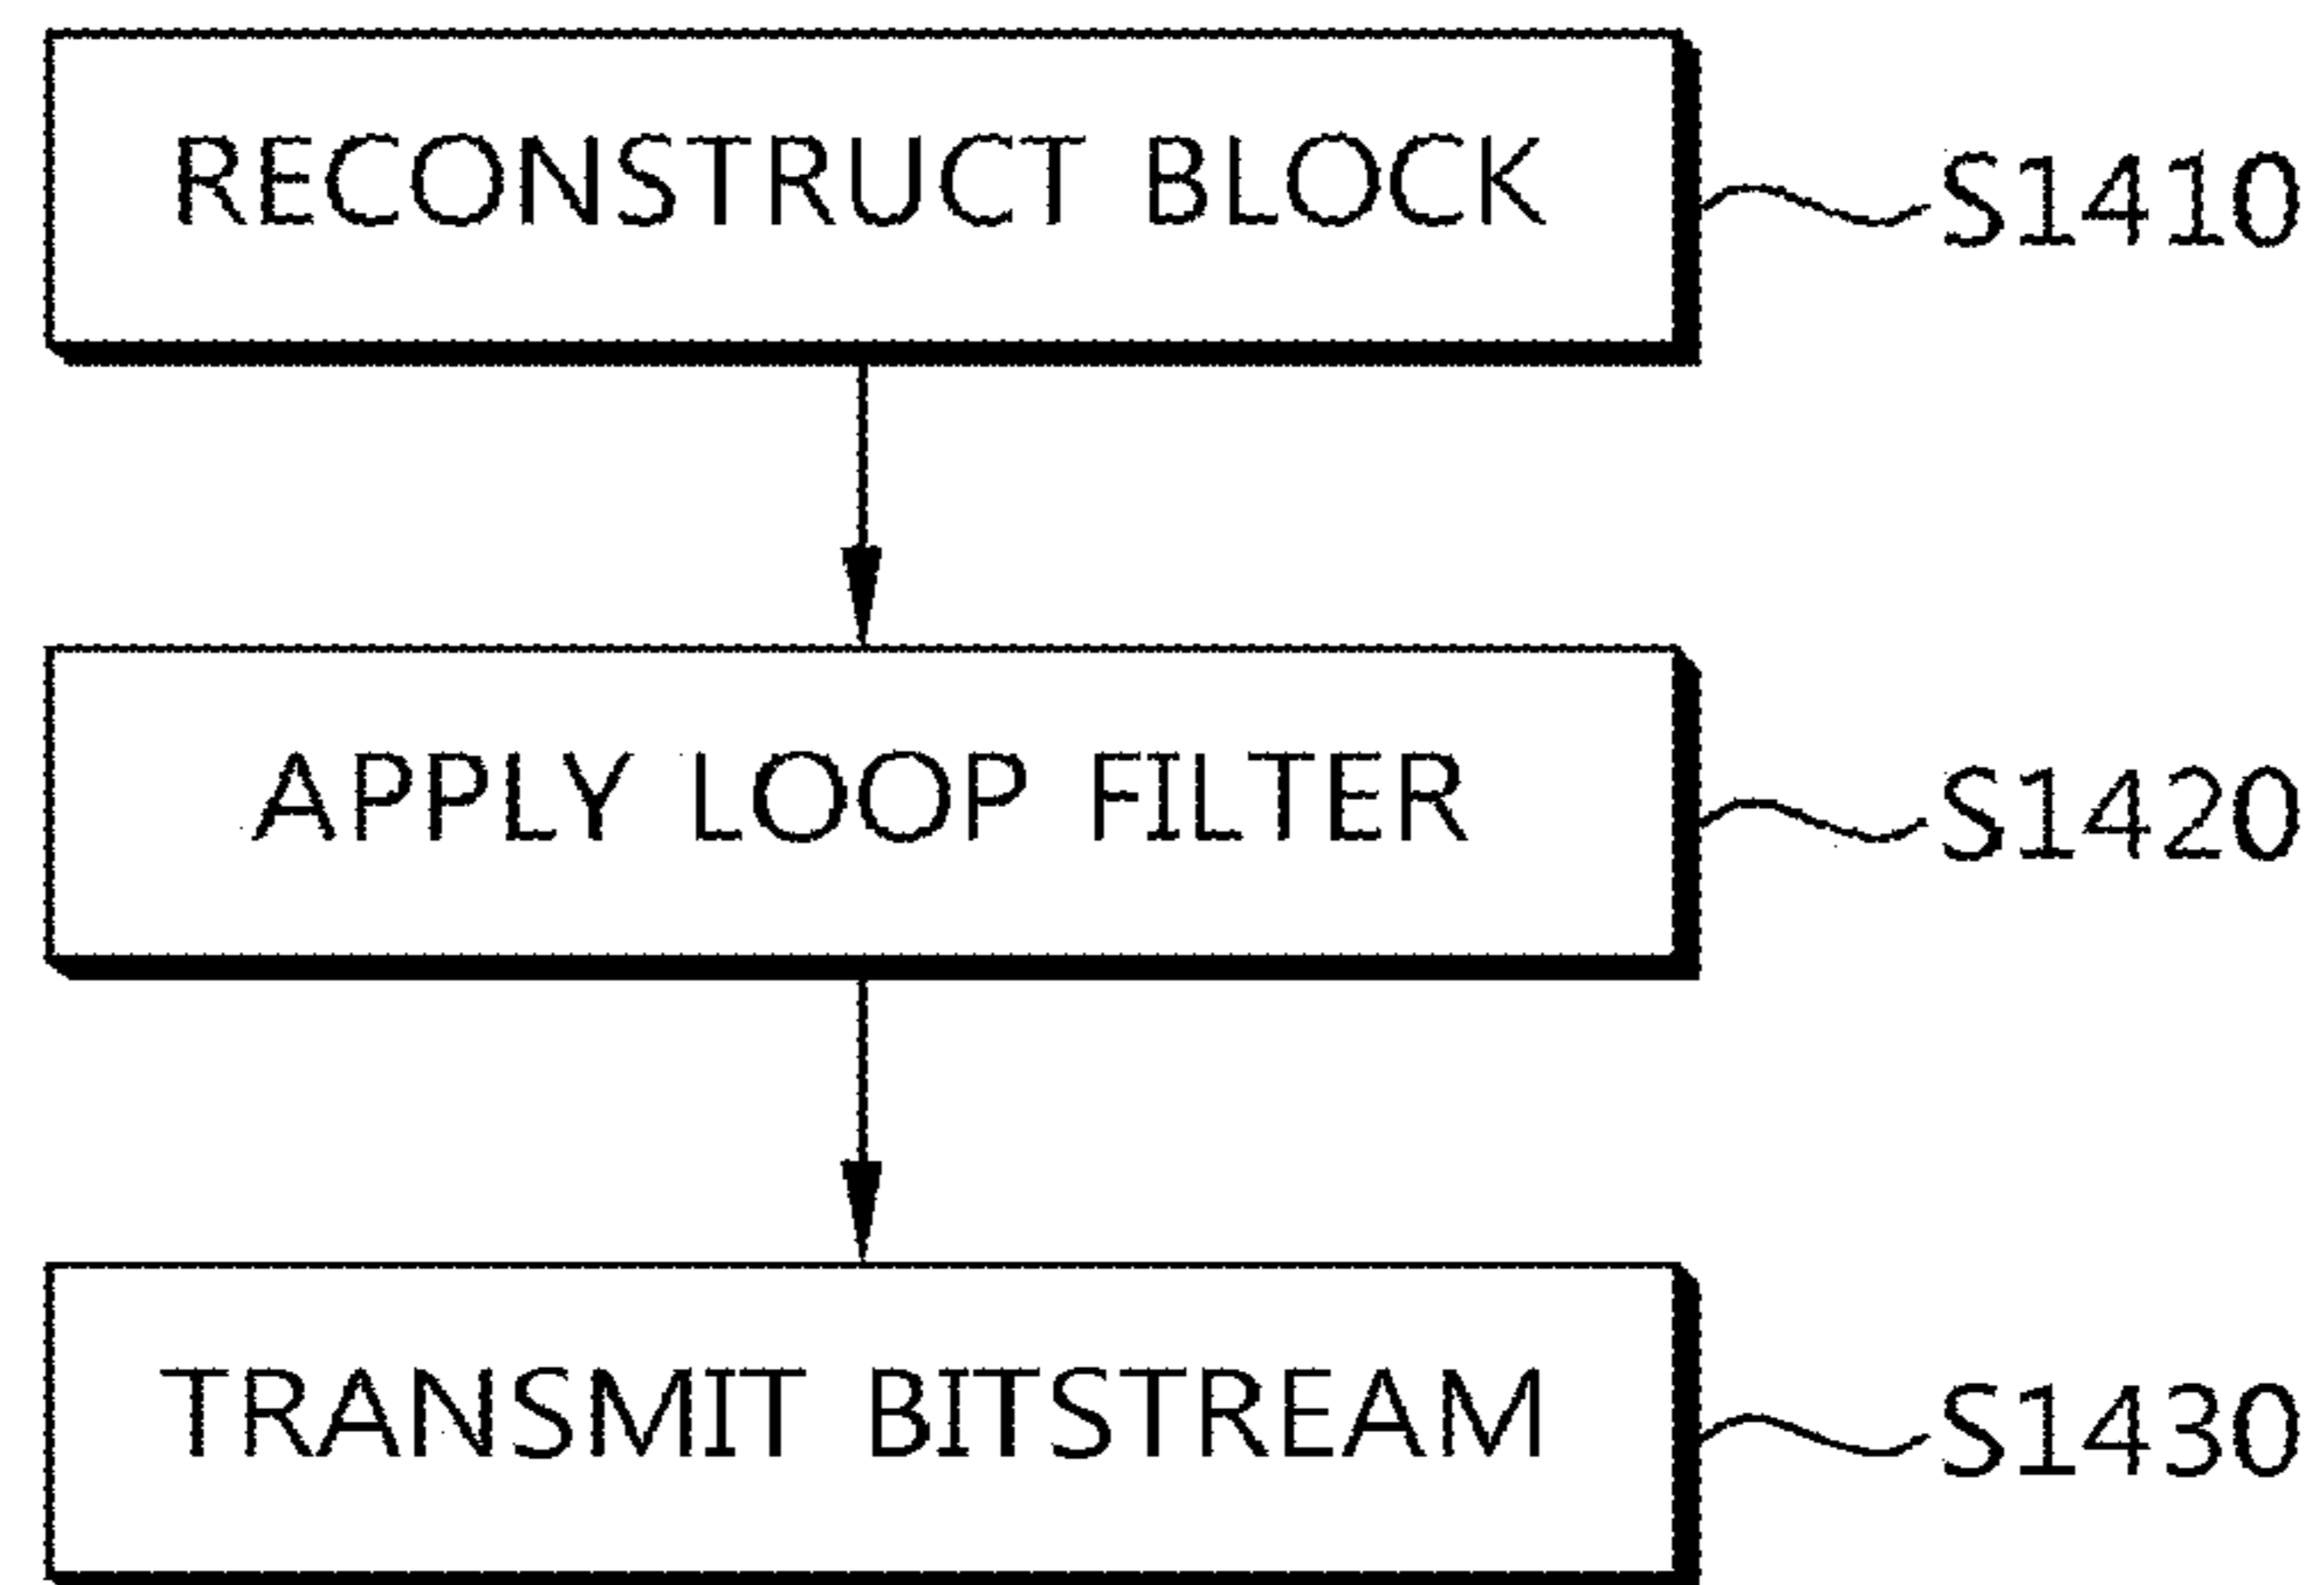 RECONSTRUCT BLOCK
S1410
APPLY LOOP FILTER
S1420
TRANSMIT BITSTREAM
S1430